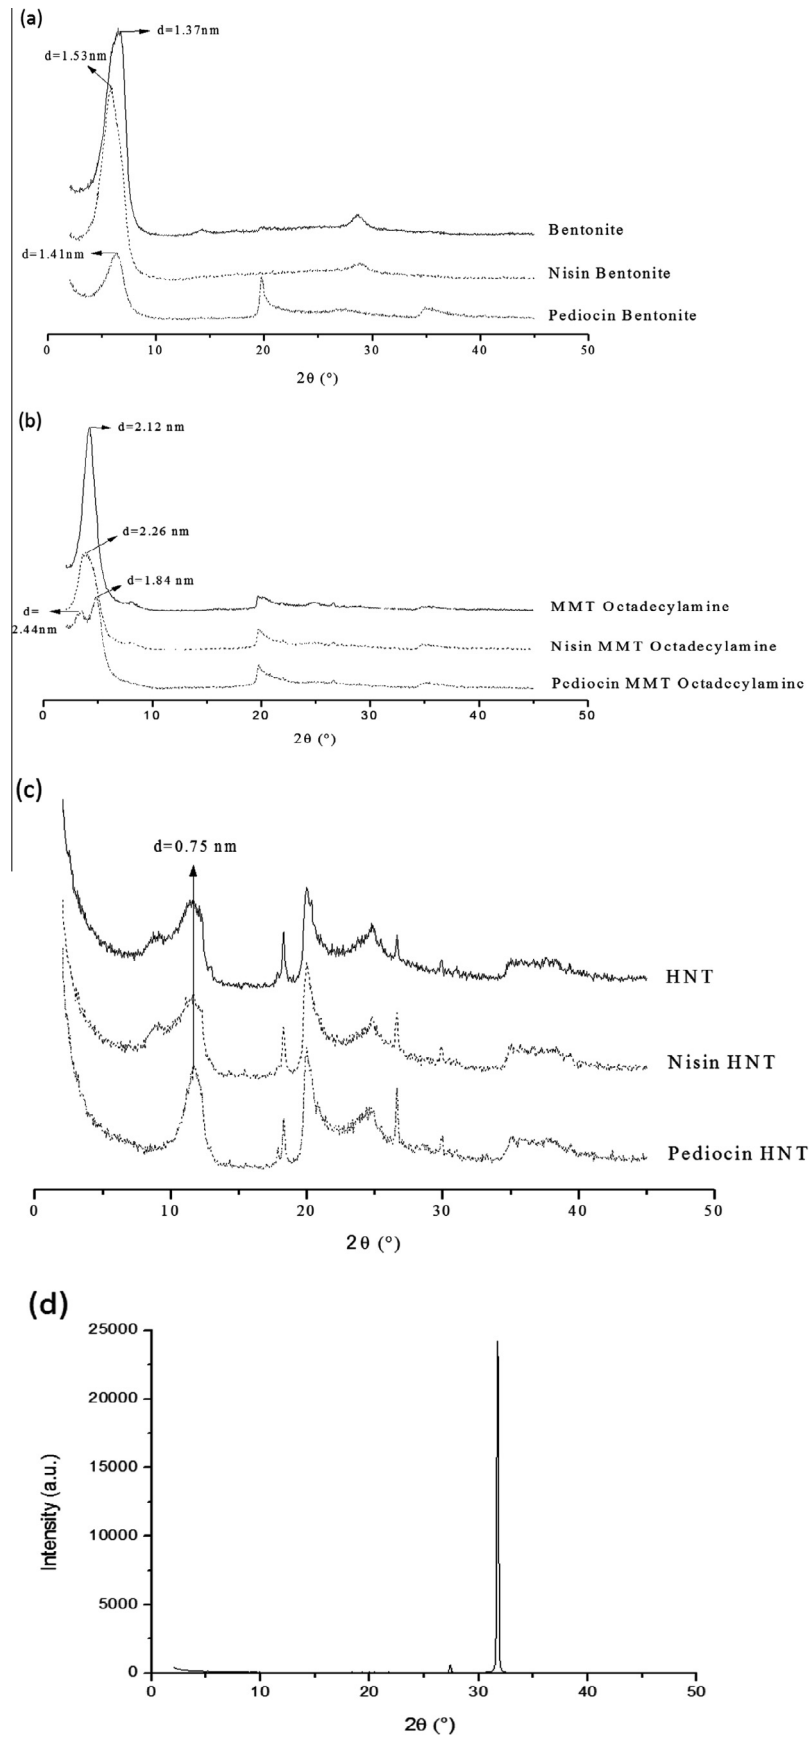 (a)
d=1.37nm
d=1.53nm
Bentonite
d=1.41nm
Nisin Bentonite
Pediocin Bentonite
0 10 20 30 40 50
2θ (°)
(b)
d=2.12 nm
d=2.26 nm
d=1.84 nm
d=
2.44nm
MMT Octadecylamine
Nisin MMT Octadecylamine
Pediocin MMT Octadecylamine
0 10 20 30 40 50
2θ (°)
(c)
d=0.75 nm
HNT
Nisin HNT
Pediocin HNT
0 10 20 30 40 50
2θ (°)
(d)
25000
20000
15000
10000
5000
0
Intensity (a.u.)
0 10 20 30 40 50
2θ (°)